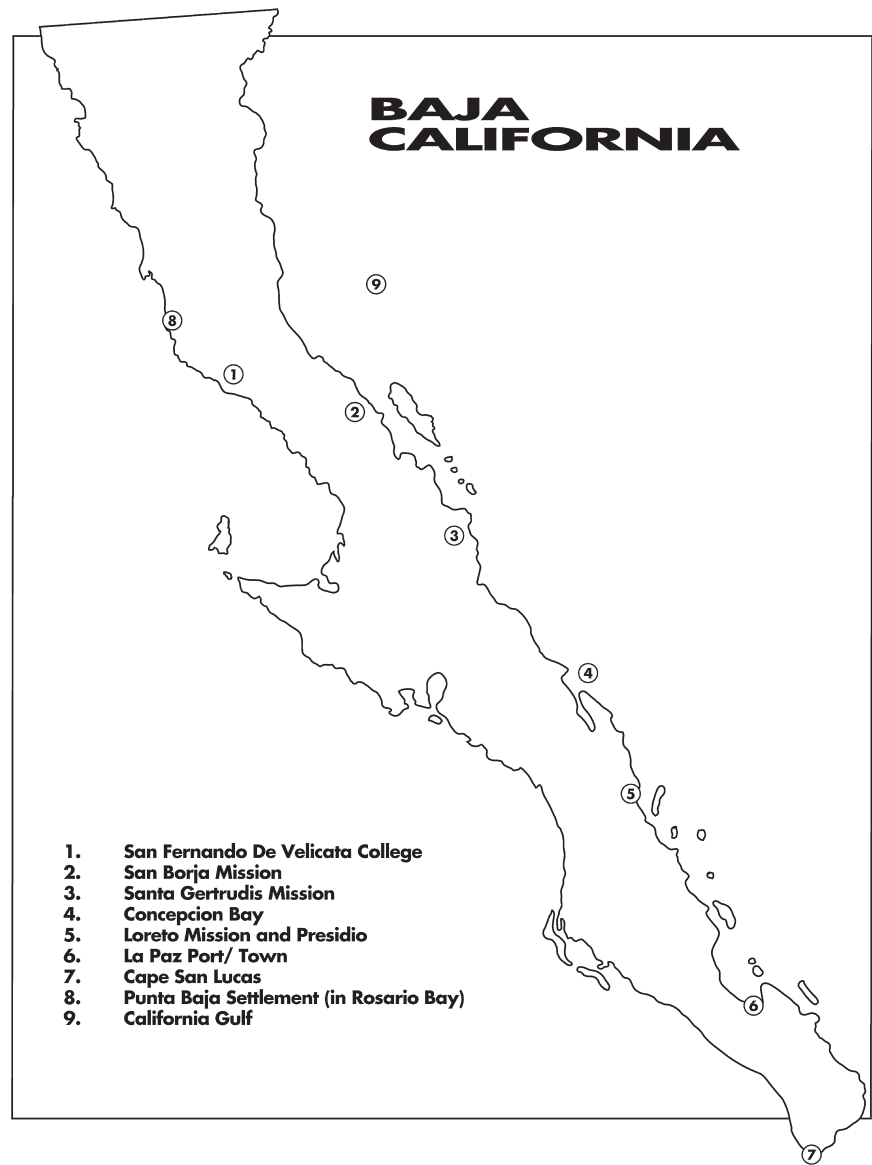 BAJA
CALIFORNIA
9
8
1
2
3
4
5
1. San Fernando De Velicata College
2. San Borja Mission
3. Santa Gertrudis Mission
4. Concepcion Bay
5. Loreto Mission and Presidio
6. La Paz Port/ Town
7. Cape San Lucas
8. Punta Baja Settlement (in Rosario Bay)
9. California Gulf
6
7